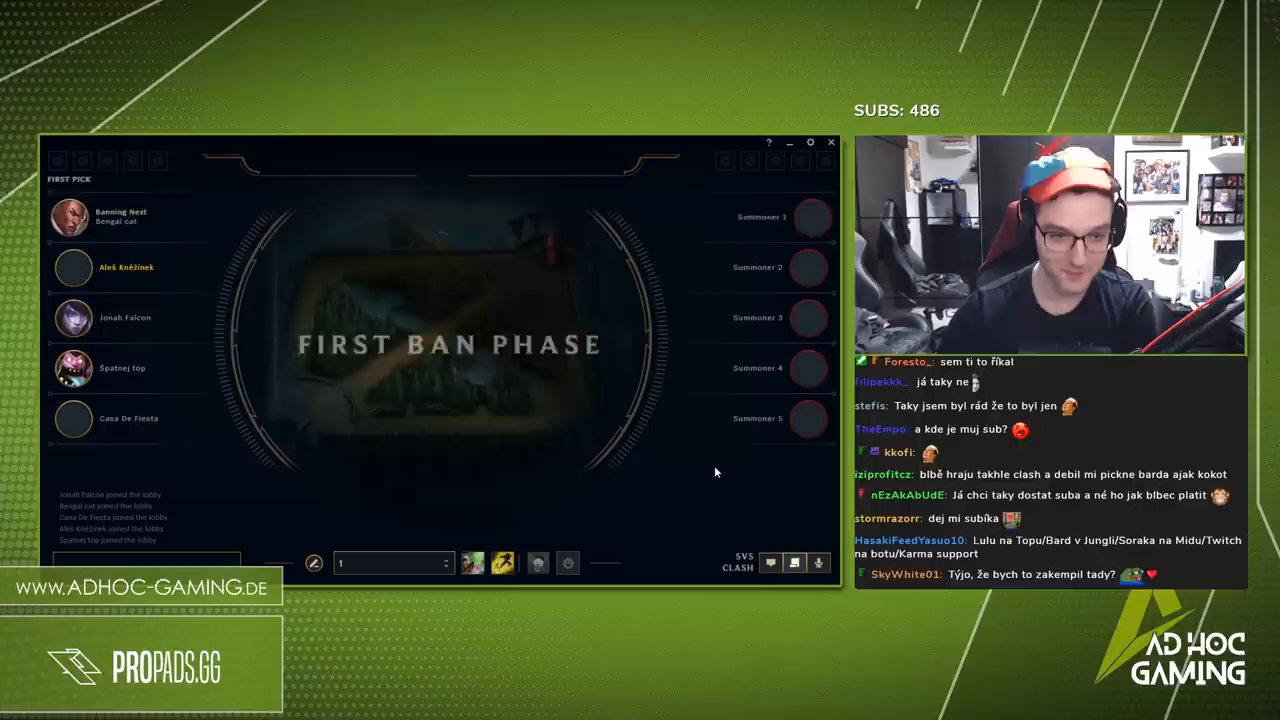 SUBS: 486
FIRST PICK
Banning Next
Bengal cat
Aleš Kněžínek
Jonah Falcon
Špatnej top
Casa De Fiesta
Summoner 1
Summoner 2
Summoner 3
Summoner 4
Summoner 5
FIRST BAN PHASE
Jonah Falcon joined the lobby
Bengal cat joined the lobby
Casa De Fiesta joined the lobby
Aleš Kněžínek joined the lobby
Špatnej top joined the lobby
1
5V5
CLASH
Foresto_: sem ti to říkal
filipekkk_ já taky ne
stefis: Taky jsem byl rád že to byl jen
TheEmpo a kde je muj sub?
kkofi:
iziprofitcz: blbě hraju takhle clash a debil mi pickne barda ajak kokot
nEzAkAbUdE: Já chci taky dostat suba a né ho jak blbec platit
stormrazorr: dej mi subíka
HasakiFeedYasuo10: Lulu na Topu/Bard v Jungli/Soraka na Midu/Twitch
na botu/Karma support
SkyWhite01: Týjo, že bych to zakempil tady?
WWW.ADHOC-GAMING.DE
PROPADS.GG
AD HOC
GAMING